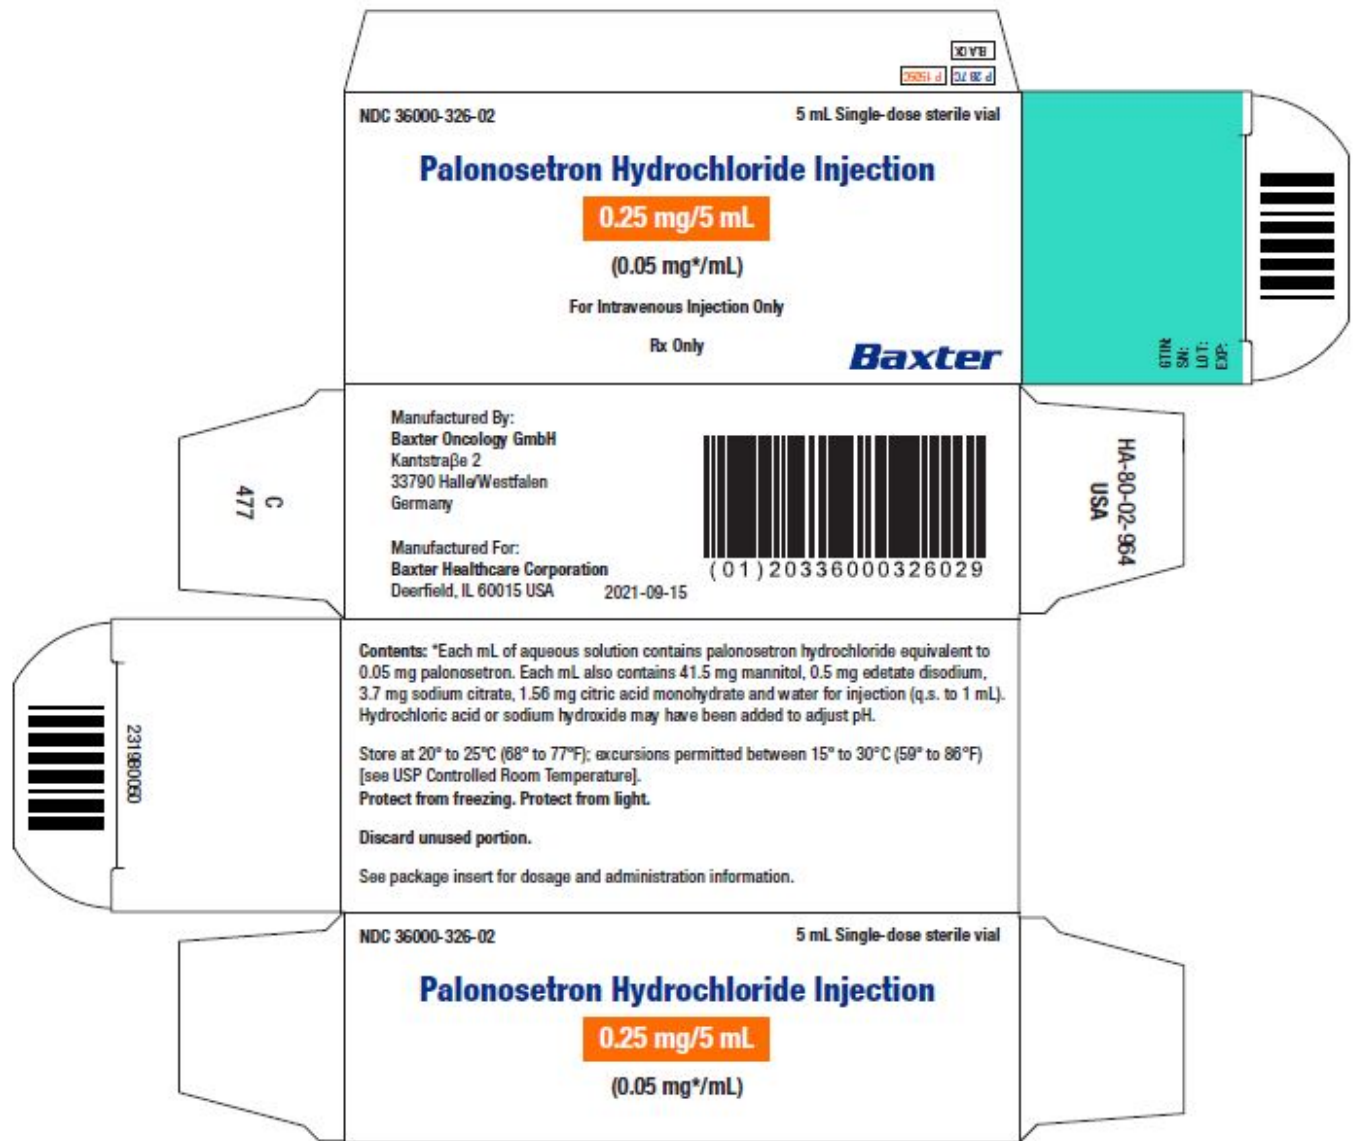 BLACK
P 1505C P 287C
NDC 36000-326-02 5 mL Single-dose sterile vial
Palonosetron Hydrochloride Injection
0.25 mg/5 mL
(0.05 mg*/mL)
For Intravenous Injection Only
Rx Only
Baxter
GTIN:
SN:
LOT:
EXP:
C
477
Manufactured By:
Baxter Oncology GmbH
Kantstraβe 2
33790 Halle/Westfalen
Germany
Manufactured For:
Baxter Healthcare Corporation
Deerfield, IL 60015 USA 2021-09-15
(01)20336000326029
HA-80-02-964
USA
231980060
Contents: *Each mL of aqueous solution contains palonosetron hydrochloride equivalent to
0.05 mg palonosetron. Each mL also contains 41.5 mg mannitol, 0.5 mg edetate disodium,
3.7 mg sodium citrate, 1.56 mg citric acid monohydrate and water for injection (q.s. to 1 mL).
Hydrochloric acid or sodium hydroxide may have been added to adjust pH.
Store at 20° to 25°C (68° to 77°F); excursions permitted between 15° to 30°C (59° to 86°F)
[see USP Controlled Room Temperature].
Protect from freezing. Protect from light.
Discard unused portion.
See package insert for dosage and administration information.
NDC 36000-326-02 5 mL Single-dose sterile vial
Palonosetron Hydrochloride Injection
0.25 mg/5 mL
(0.05 mg*/mL)